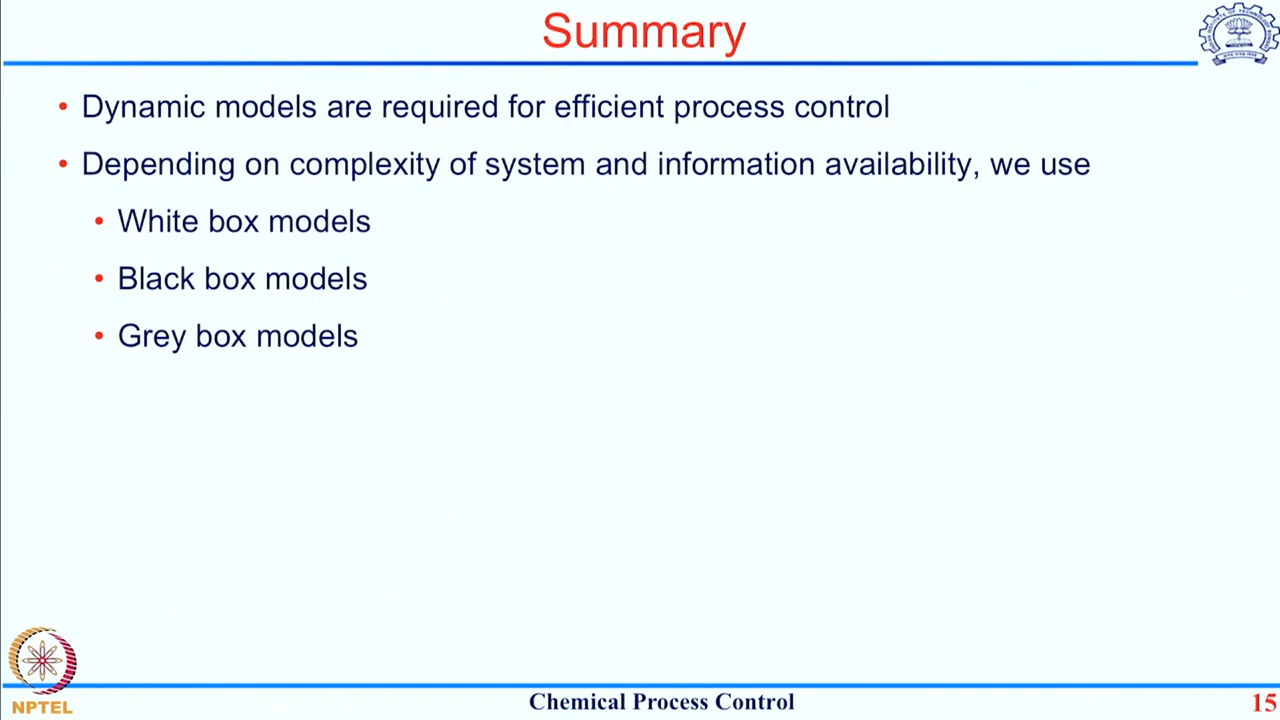 Summary
• Dynamic models are required for efficient process control
• Depending on complexity of system and information availability, we use
• White box models
• Black box models
• Grey box models
NPTEL
Chemical Process Control
15